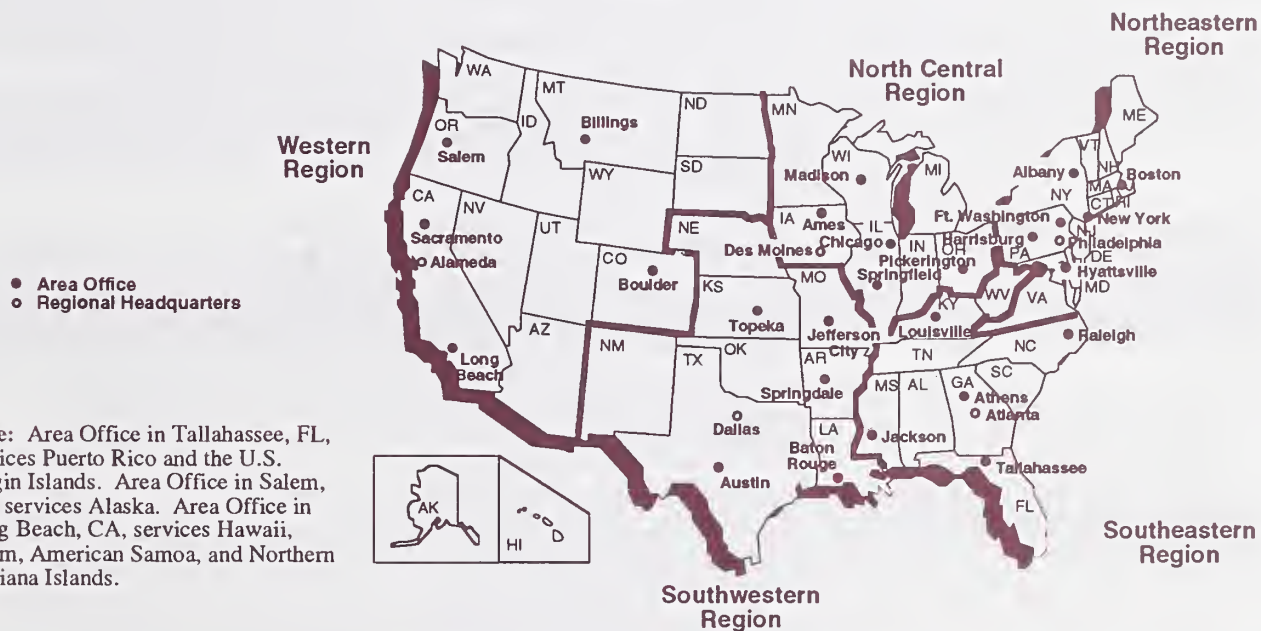 Northeastern
Region
North Central
Region
Western
Region
WA
MT
ND
MN
ME
OR
ID
Billings
WI
MI
VT
NH
Salem
SD
Madison
Albany
MA
Boston
WY
NY
CT
RI
CA
NV
IA
Ames
IL
Ft. Washington
New York
Sacramento
UT
NE
Des Moines
Chicago
IN
OH
Harrisburg
NJ
Philadelphia
Alameda
CO
Pickerington
PA
DE
Boulder
MO
Springfield
Hyattsville
MD
KS
WV
VA
KY
Topeka
Jefferson
City
Louisville
Raleigh
AZ
OK
NM
TX
AR
TN
NC
SC
Long
Beach
Springdale
MS
AL
GA
Athens
Atlanta
Dallas
LA
Jackson
Baton
Rouge
Tallahassee
Austin
FL
AK
HI
Southeastern
Region
Southwestern
Region
Area Office
Regional Headquarters
e: Area Office in Tallahassee, FL,
ices Puerto Rico and the U.S.
gin Islands. Area Office in Salem,
services Alaska. Area Office in
g Beach, CA, services Hawaii,
m, American Samoa, and Northern
iana Islands.